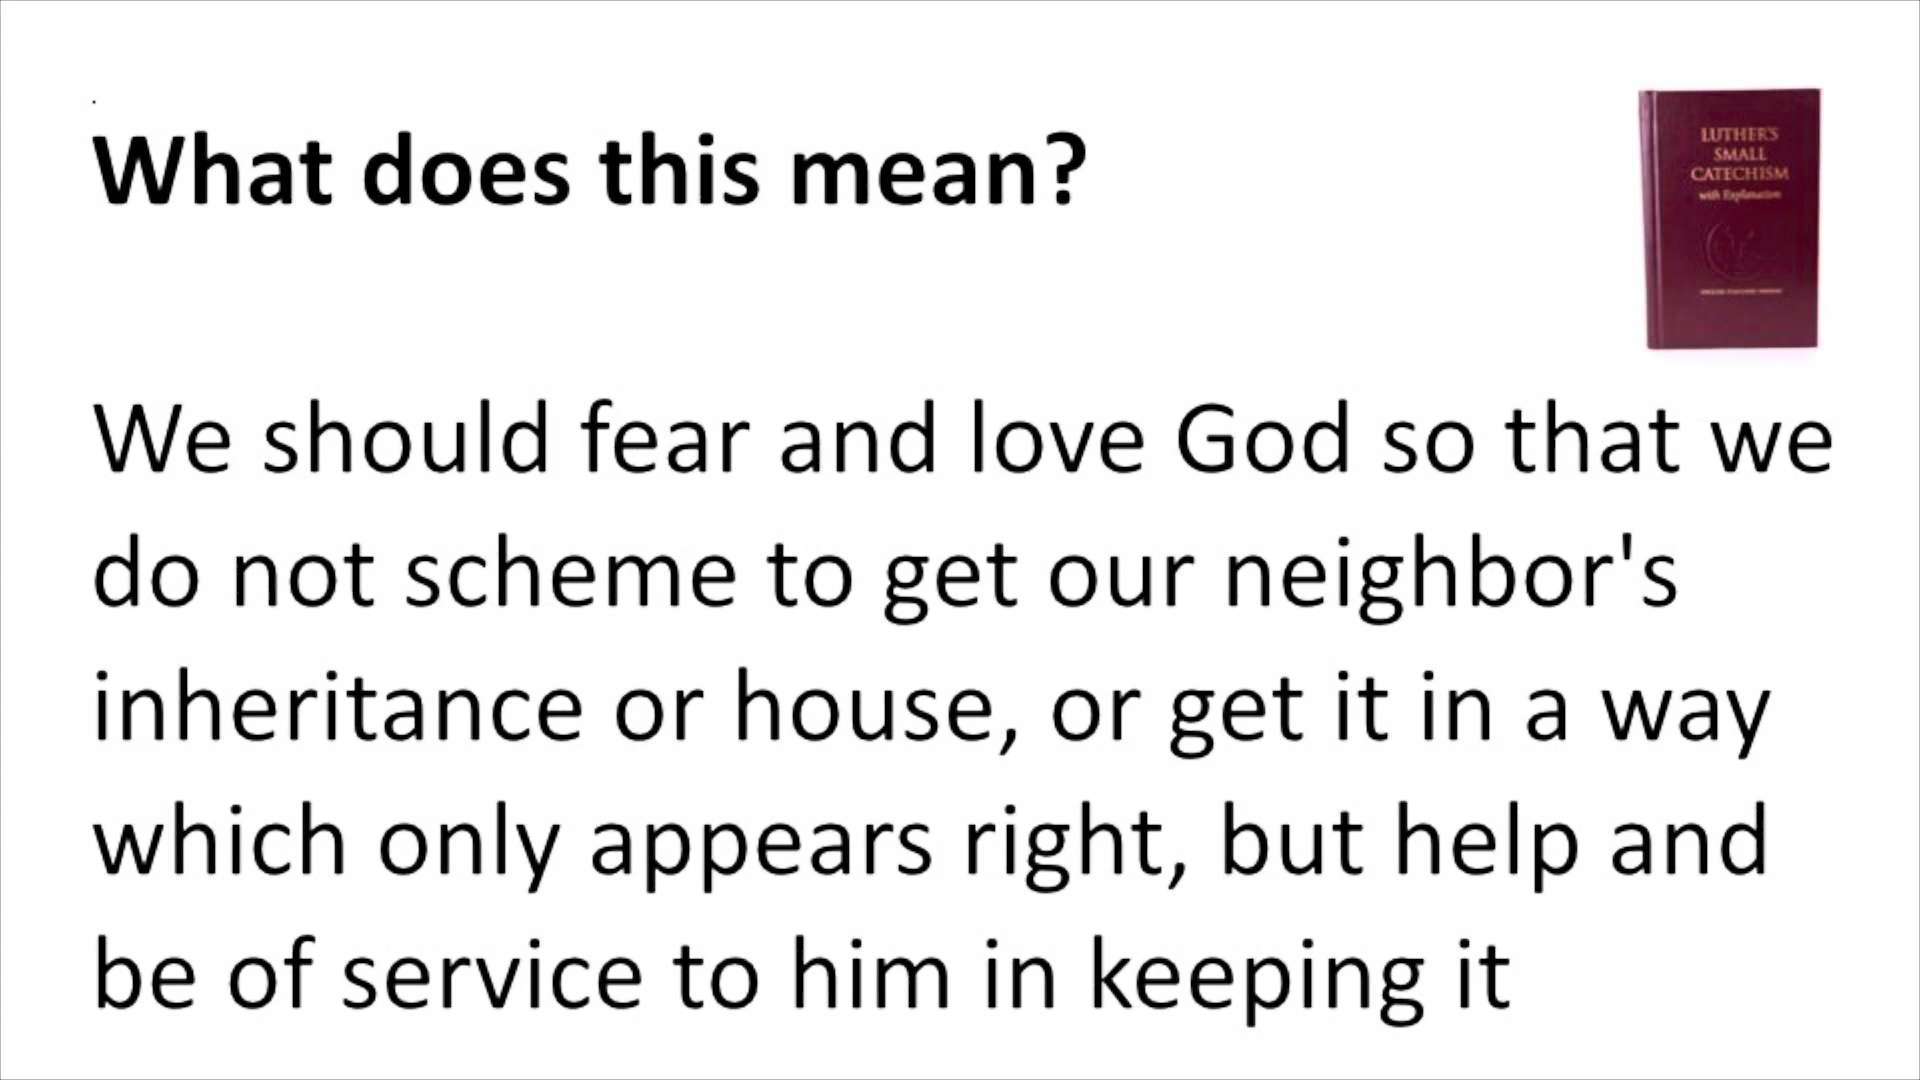 What does this mean?
LUTHER'S
SMALL
CATECHISM
with Explanation
We should fear and love God so that we
do not scheme to get our neighbor's
inheritance or house, or get it in a way
which only appears right, but help and
be of service to him in keeping it